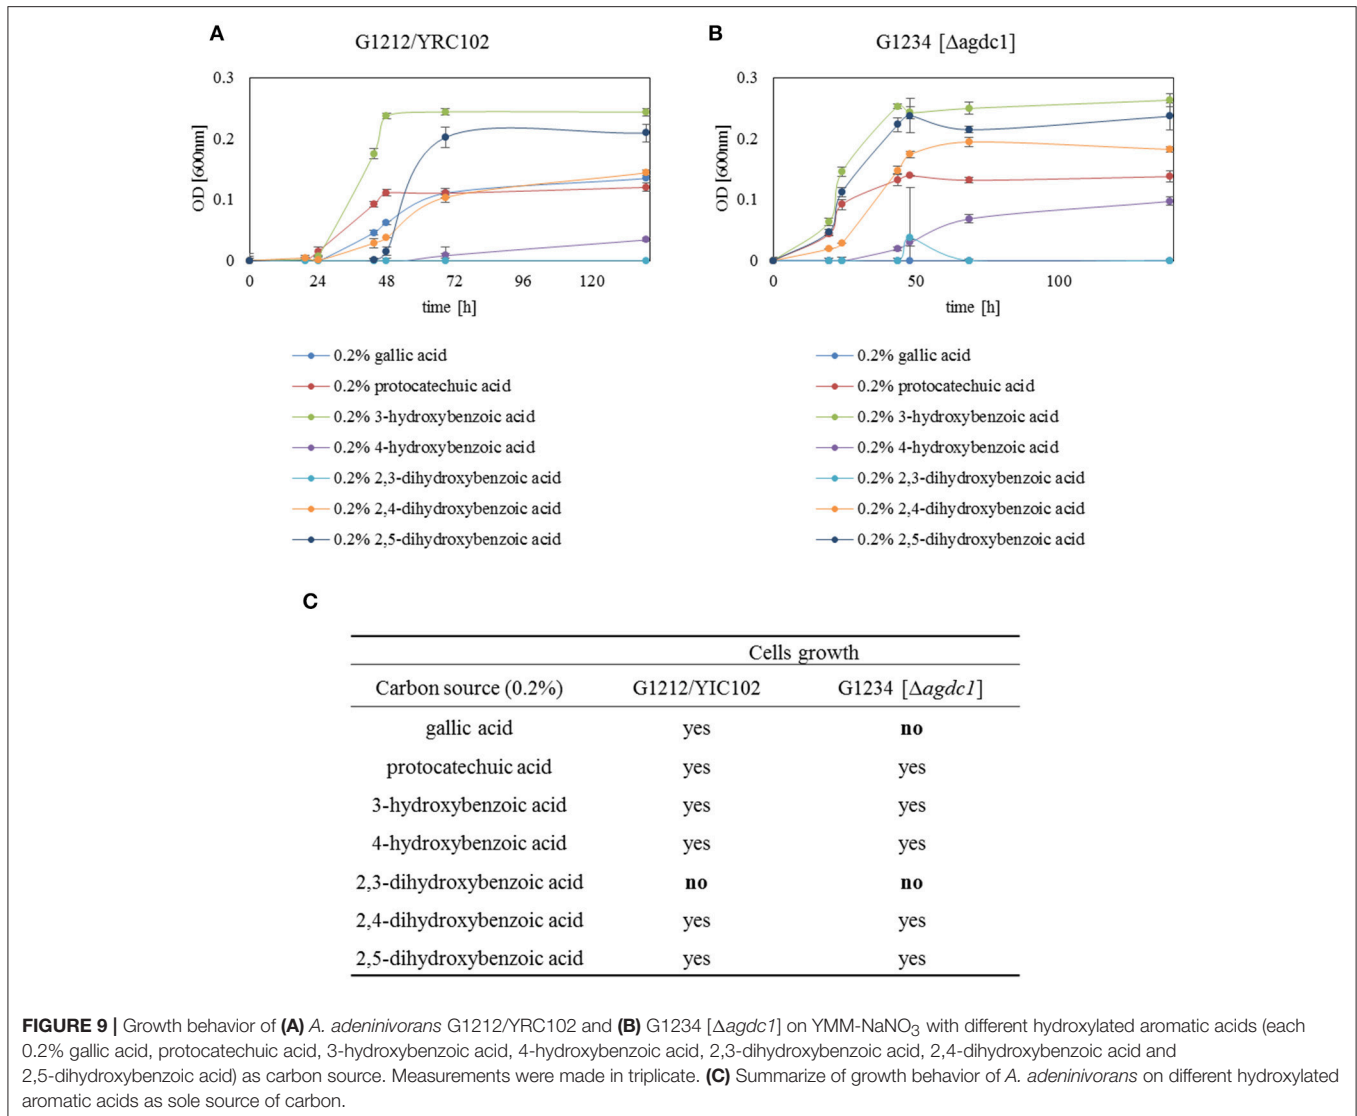 A
G1212/YRC102
OD [600nm]
0.3
0.2
0.1
0
0 24 48 72 96 120
time [h]
0.2% gallic acid
0.2% protocatechuic acid
0.2% 3-hydroxybenzoic acid
0.2% 4-hydroxybenzoic acid
0.2% 2,3-dihydroxybenzoic acid
0.2% 2,4-dihydroxybenzoic acid
0.2% 2,5-dihydroxybenzoic acid
B
G1234 [Δagdc1]
OD [600nm]
0.3
0.2
0.1
0
0 50 100
time [h]
0.2% gallic acid
0.2% protocatechuic acid
0.2% 3-hydroxybenzoic acid
0.2% 4-hydroxybenzoic acid
0.2% 2,3-dihydroxybenzoic acid
0.2% 2,4-dihydroxybenzoic acid
0.2% 2,5-dihydroxybenzoic acid
C
Cells growth
Carbon source (0.2%) G1212/YIC102 G1234 [Δagdc1]
gallic acid yes no
protocatechuic acid yes yes
3-hydroxybenzoic acid yes yes
4-hydroxybenzoic acid yes yes
2,3-dihydroxybenzoic acid no no
2,4-dihydroxybenzoic acid yes yes
2,5-dihydroxybenzoic acid yes yes
FIGURE 9 | Growth behavior of (A) A. adeninivorans G1212/YRC102 and (B) G1234 [Δagdc1] on YMM-NaNO3 with different hydroxylated aromatic acids (each
0.2% gallic acid, protocatechuic acid, 3-hydroxybenzoic acid, 4-hydroxybenzoic acid, 2,3-dihydroxybenzoic acid, 2,4-dihydroxybenzoic acid and
2,5-dihydroxybenzoic acid) as carbon source. Measurements were made in triplicate. (C) Summarize of growth behavior of A. adeninivorans on different hydroxylated
aromatic acids as sole source of carbon.